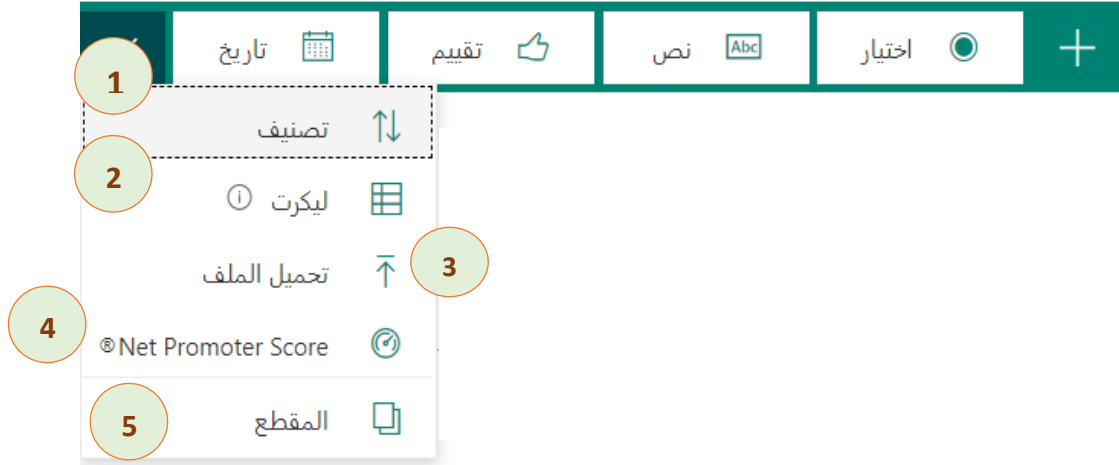 اختيار
Abc نص
تقييم
تاريخ
1
تصنيف
2
ليكرت
3
تحميل الملف
4
Net Promoter Score®
5
المقطع